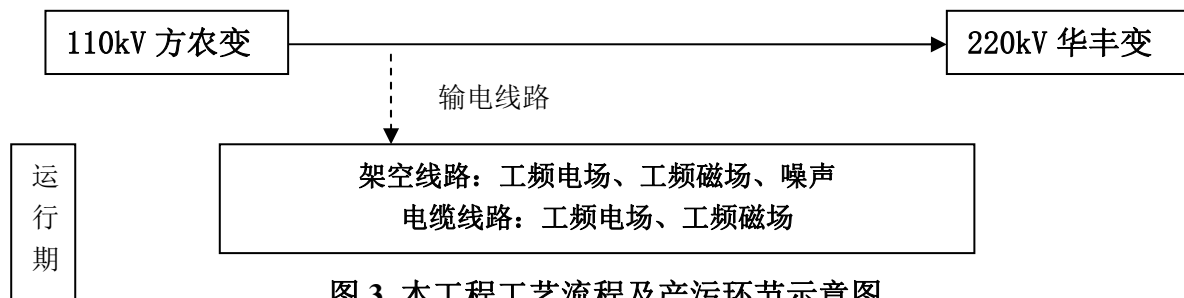 110kV 方农变
220kV 华丰变
输电线路
运行期
架空线路：工频电场、工频磁场、噪声
电缆线路：工频电场、工频磁场
图 3 本工程工艺流程及产污环节示意图